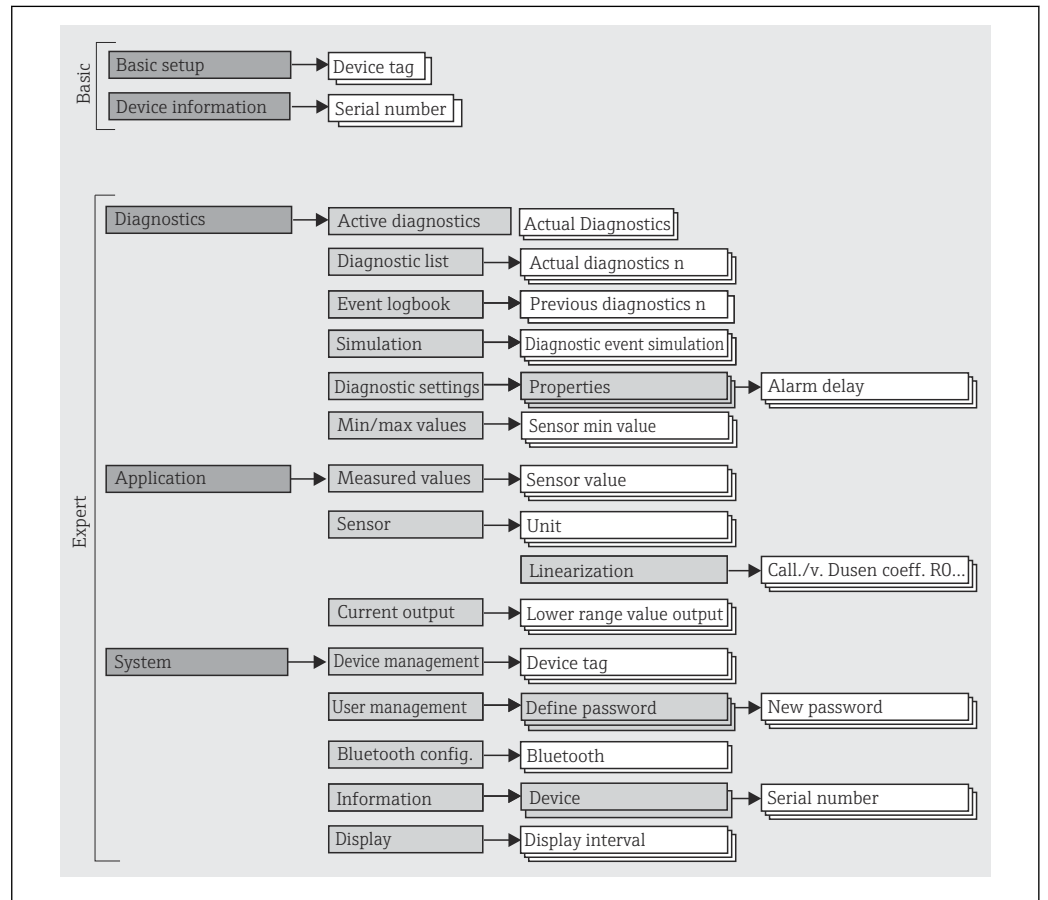 Basic
Basic setup
Device tag
Device information
Serial number
Expert
Diagnostics
Active diagnostics
Actual Diagnostics
Diagnostic list
Actual diagnostics n
Event logbook
Previous diagnostics n
Simulation
Diagnostic event simulation
Diagnostic settings
Properties
Alarm delay
Min/max values
Sensor min value
Application
Measured values
Sensor value
Sensor
Unit
Linearization
Call./v. Dusen coeff. R0...
Current output
Lower range value output
System
Device management
Device tag
User management
Define password
New password
Bluetooth config.
Bluetooth
Information
Device
Serial number
Display
Display interval